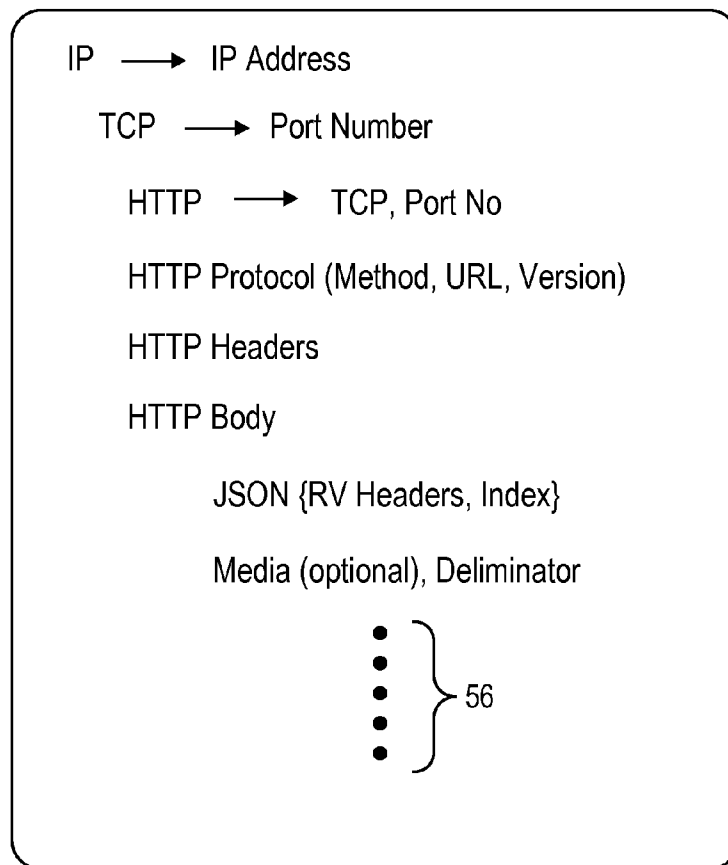 IP → IP Address
TCP → Port Number
HTTP → TCP, Port No
HTTP Protocol (Method, URL, Version)
HTTP Headers
HTTP Body
JSON {RV Headers, Index}
Media (optional), Deliminator
56